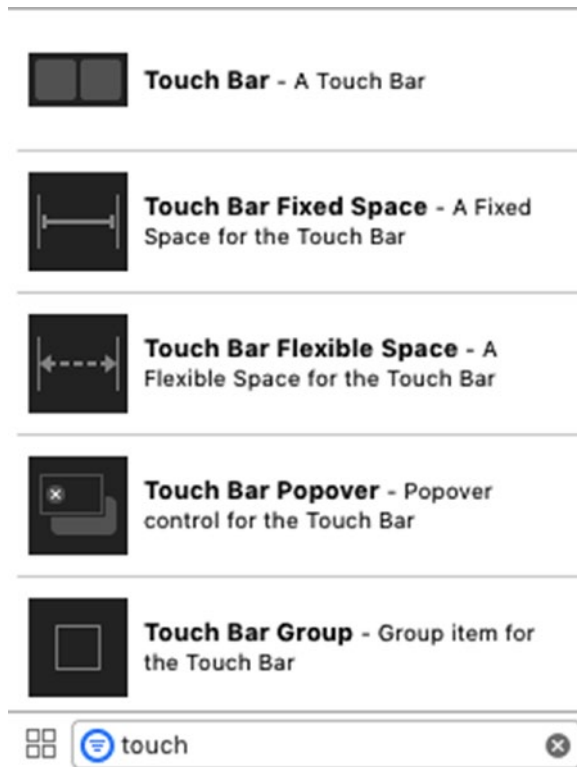 Touch Bar - A Touch Bar
Touch Bar Fixed Space - A Fixed
Space for the Touch Bar
Touch Bar Flexible Space - A
Flexible Space for the Touch Bar
Touch Bar Popover - Popover
control for the Touch Bar
Touch Bar Group - Group item for
the Touch Bar
touch